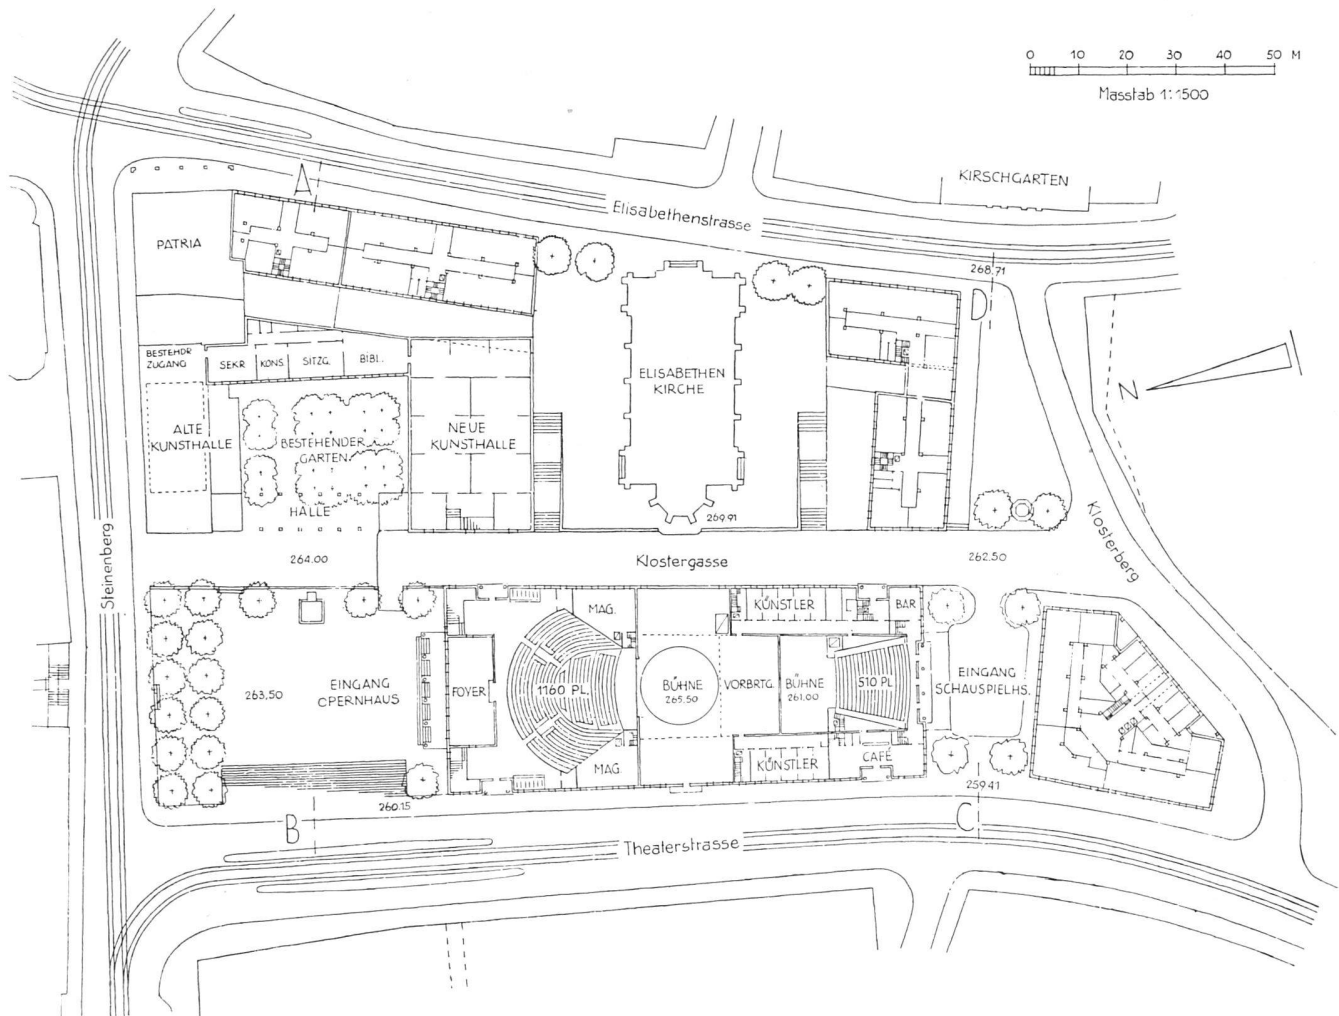 0 10 20 30 40 50 M
Masstab 1:1500
KIRSCHGARTEN
A
Elisabethenstrasse
PATRIA
268.71
D
N
BESTEHDR
ZUGANG
SEKR
KONS
SITZG.
BIBL.
ELISABETHEN
KIRCHE
ALTE
KUNSTHALLE
BESTEHENDER
GARTEN
NEUE
KUNSTHALLE
HALLE
269.91
Steinenberg
264.00
Klostergasse
262.50
Klosterberg
MAG.
KÜNSTLER
BAR
263.50
EINGANG
OPERNHAUS
FOYER
1160 PL.
BÜHNE
265.50
VORBRTG.
BÜHNE
261.00
510 PL
EINGANG
SCHAUSPIELHS.
MAG.
KÜNSTLER
CAFÉ
260.15
259.41
B
C
Theaterstrasse